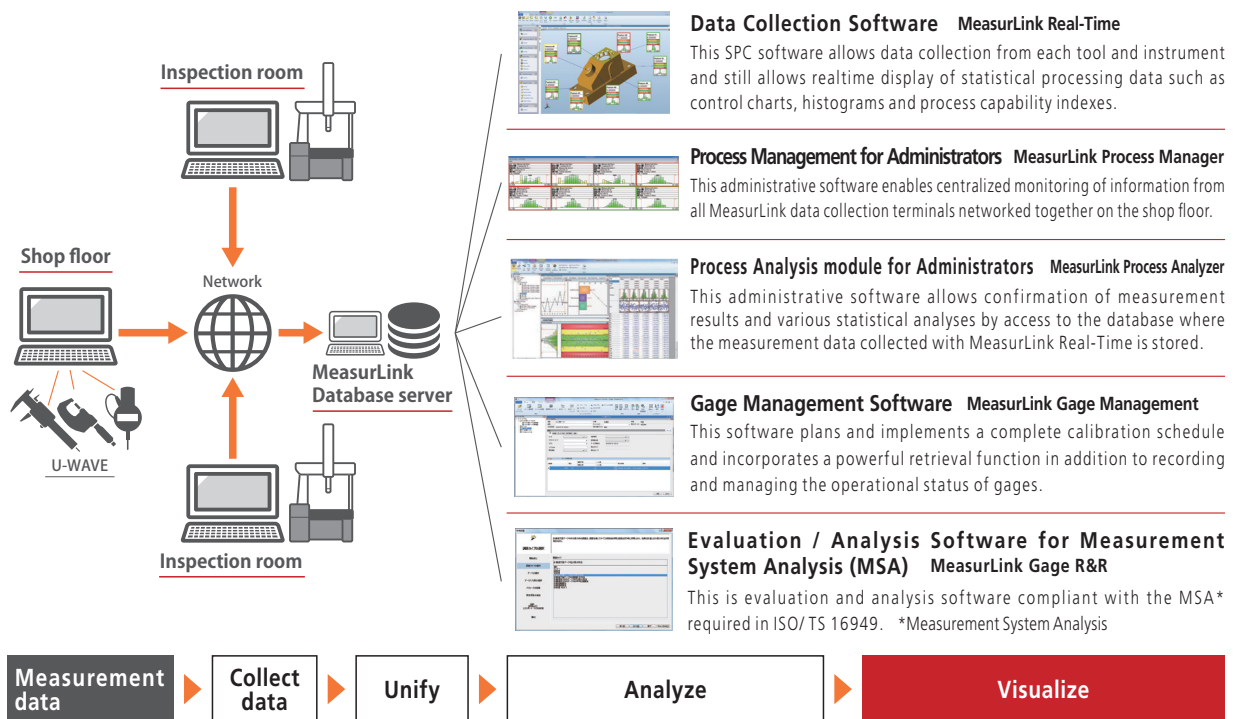 Inspection room
Shop floor
Network
MeasurLink
Database server
U-WAVE
Inspection room
Data Collection Software MeasurLink Real-Time
This SPC software allows data collection from each tool and instrument
and still allows realtime display of statistical processing data such as
control charts, histograms and process capability indexes.
Process Management for Administrators MeasurLink Process Manager
This administrative software enables centralized monitoring of information from
all MeasurLink data collection terminals networked together on the shop floor.
Process Analysis module for Administrators MeasurLink Process Analyzer
This administrative software allows confirmation of measurement
results and various statistical analyses by access to the database where
the measurement data collected with MeasurLink Real-Time is stored.
Gage Management Software MeasurLink Gage Management
This software plans and implements a complete calibration schedule
and incorporates a powerful retrieval function in addition to recording
and managing the operational status of gages.
Evaluation / Analysis Software for Measurement
System Analysis (MSA) MeasurLink Gage R&R
This is evaluation and analysis software compliant with the MSA*
required in ISO/ TS 16949. *Measurement System Analysis
Measurement
data
Collect
data
Unify
Analyze
Visualize